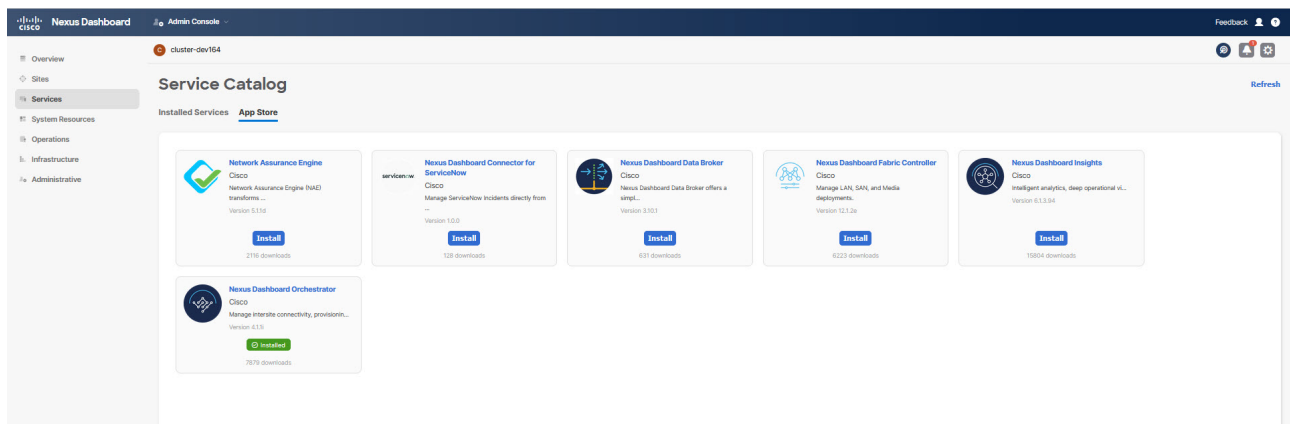 CISCO Nexus Dashboard Admin Console Feedback
cluster-dev164
Overview
Sites
Services
System Resources
Operations
Infrastructure
Administrative
Service Catalog
Refresh
Installed Services App Store
Network Assurance Engine
Cisco
Network Assurance Engine (NAE)
transforms ...
Version 5.1.1d
Install
2116 downloads
servicenow
Nexus Dashboard Connector for
ServiceNow
Cisco
Manage ServiceNow Incidents directly from
...
Version 1.0.0
Install
128 downloads
Nexus Dashboard Data Broker
Cisco
Nexus Dashboard Data Broker offers a
simpl...
Version 3.10.1
Install
631 downloads
Nexus Dashboard Fabric Controller
Cisco
Manage LAN, SAN, and Media
deployments.
Version 12.1.2e
Install
6223 downloads
Nexus Dashboard Insights
Cisco
Intelligent analytics, deep operational vi...
Version 6.1.3.54
Install
15804 downloads
Nexus Dashboard Orchestrator
Cisco
Manage intersite connectivity, provisionin...
Installed
7879 downloads